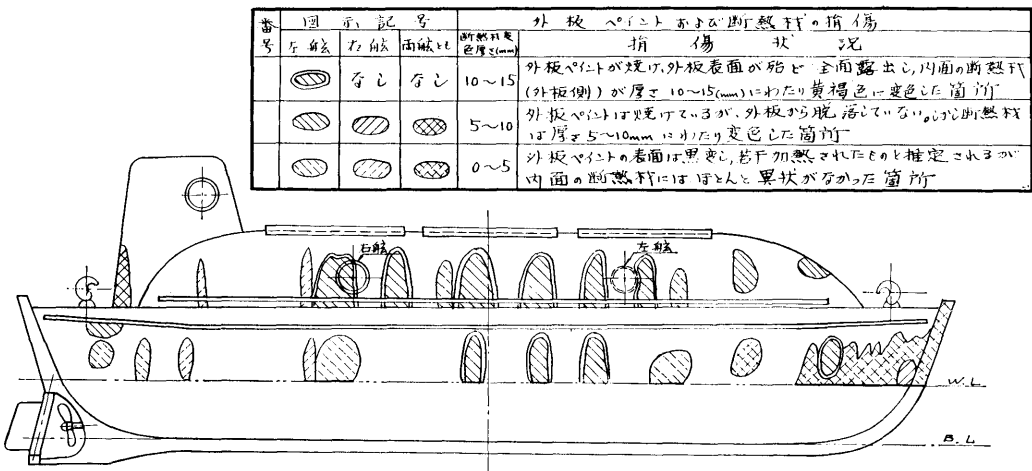 番号 図示記号 外板ペイントおよび断熱材の損傷
左舷 右舷 両舷とも 断熱材変色厚さ(mm) 損傷状況
なし なし 10～15 外板ペイントが焼け、外板表面が殆ど全面露出し、内面の断熱材
(外板側)が厚さ10～15(mm)にわたり黄褐色に変色した箇所
5～10 外板ペイントは焼けているが、外板から脱落していない。しかし断熱材
は厚さ5～10mmにわたり変色した箇所
0～5 外板ペイントの表面は黒変し、若干加熱されたものと推定されるが
内面の断熱材にはほとんど異状がなかった箇所
右舷
左舷
W.L
B.L